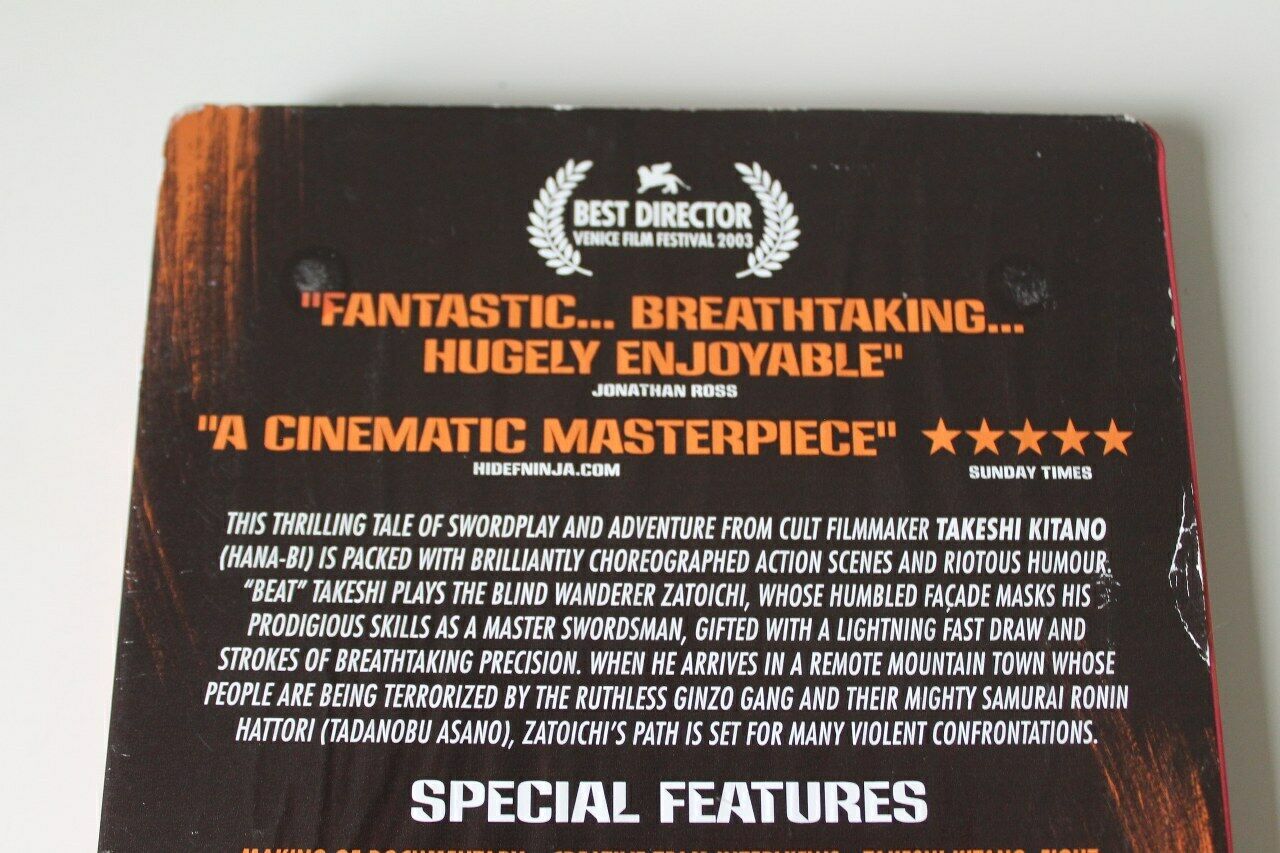 BEST DIRECTOR
VENICE FILM FESTIVAL 2003
"FANTASTIC... BREATHTAKING...
HUGELY ENJOYABLE"
JONATHAN ROSS
"A CINEMATIC MASTERPIECE"
HIDEFNINJA.COM
SUNDAY TIMES
THIS THRILLING TALE OF SWORDPLAY AND ADVENTURE FROM CULT FILMMAKER TAKESHI KITANO
(HANA-BI) IS PACKED WITH BRILLIANTLY CHOREOGRAPHED ACTION SCENES AND RIOTOUS HUMOUR.
“BEAT” TAKESHI PLAYS THE BLIND WANDERER ZATOICHI, WHOSE HUMBLED FAÇADE MASKS HIS
PRODIGIOUS SKILLS AS A MASTER SWORDSMAN, GIFTED WITH A LIGHTNING FAST DRAW AND
STROKES OF BREATHTAKING PRECISION. WHEN HE ARRIVES IN A REMOTE MOUNTAIN TOWN WHOSE
PEOPLE ARE BEING TERRORIZED BY THE RUTHLESS GINZO GANG AND THEIR MIGHTY SAMURAI RONIN
HATTORI (TADANOBU ASANO), ZATOICHI'S PATH IS SET FOR MANY VIOLENT CONFRONTATIONS.
SPECIAL FEATURES